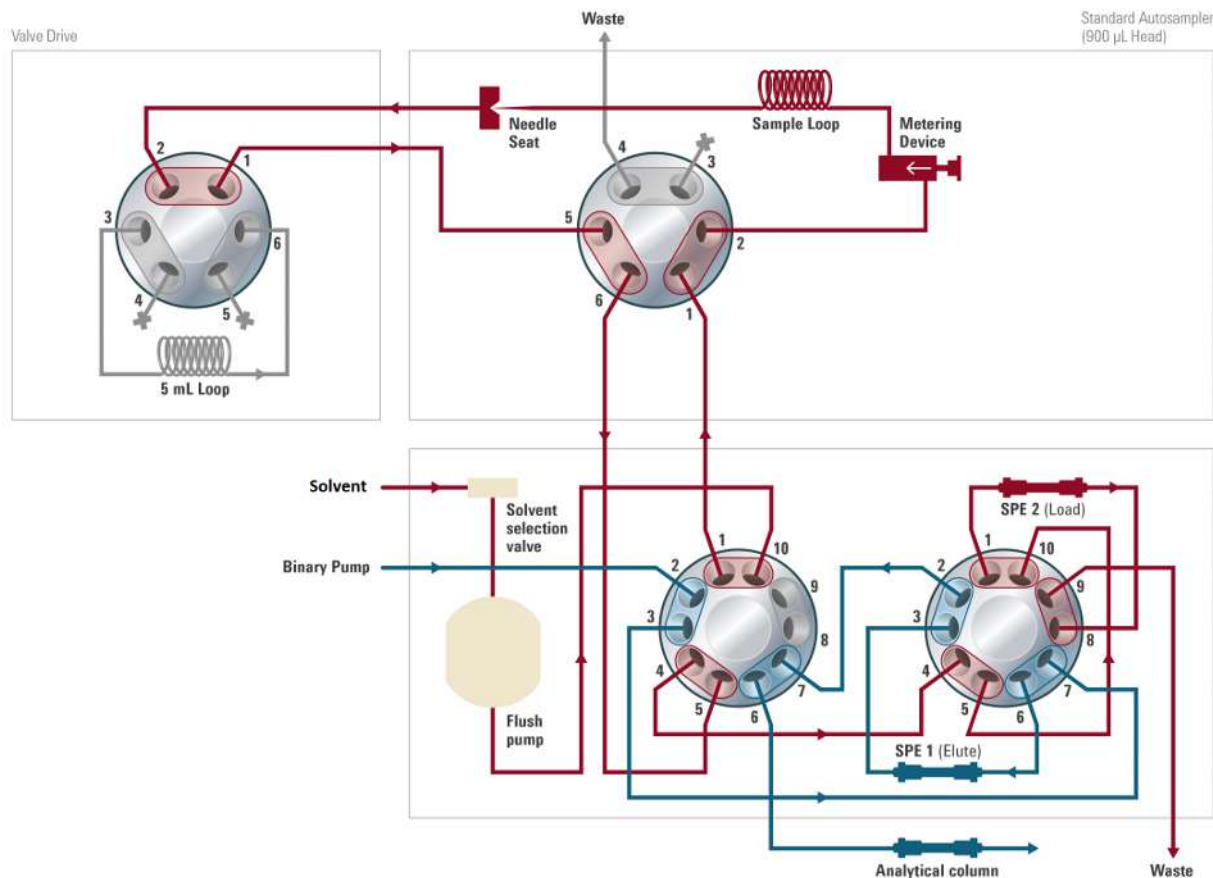 Valve Drive
Waste
Standard Autosampler
(900 µL Head)
Needle
Seat
Sample Loop
Metering
Device
2
1
3
6
4
5
5 mL Loop
4
3
5
2
6
1
Solvent
Solvent
selection
valve
Binary Pump
Flush
pump
1
10
2
9
3
8
4
7
5
6
SPE 2 (Load)
1
10
2
9
3
8
4
7
5
6
SPE 1 (Elute)
Analytical column
Waste